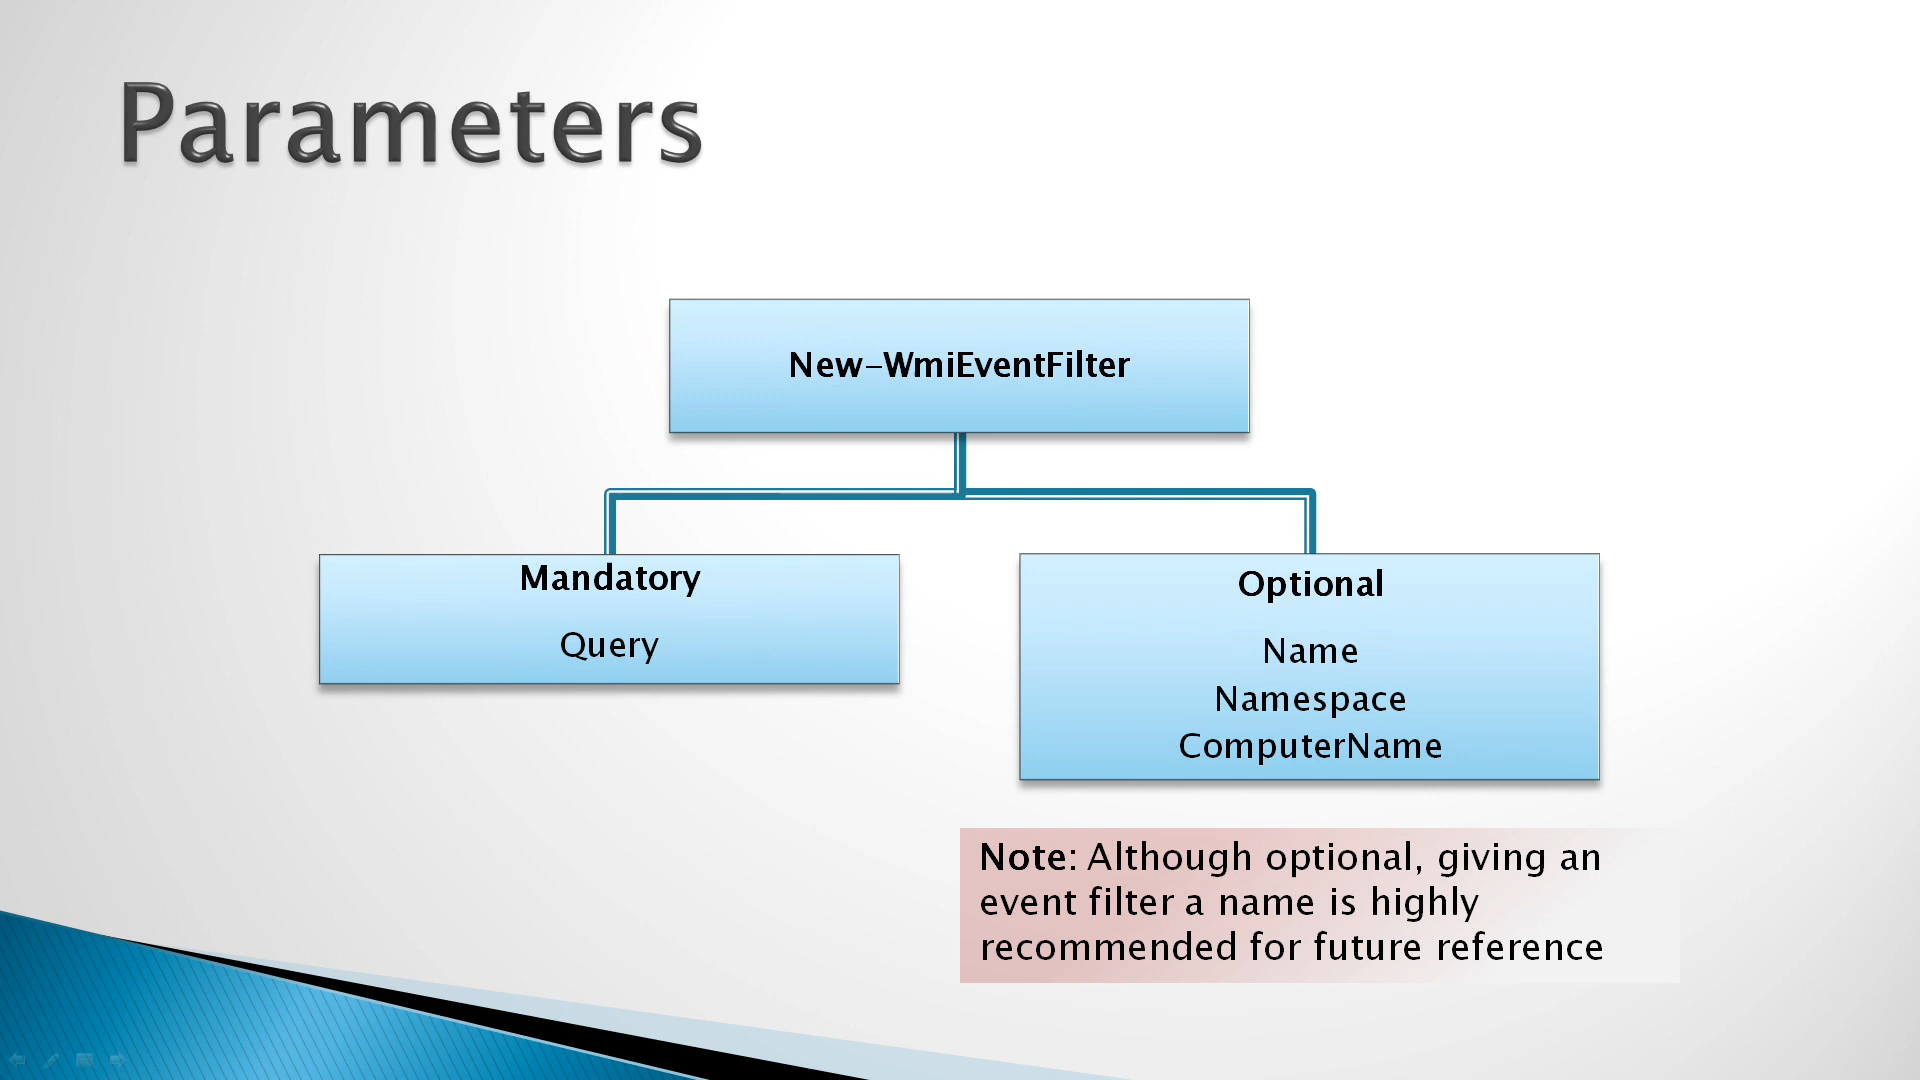 Parameters
New-WmiEventFilter
Mandatory
Query
Optional
Name
Namespace
ComputerName
Note: Although optional, giving an
event filter a name is highly
recommended for future reference